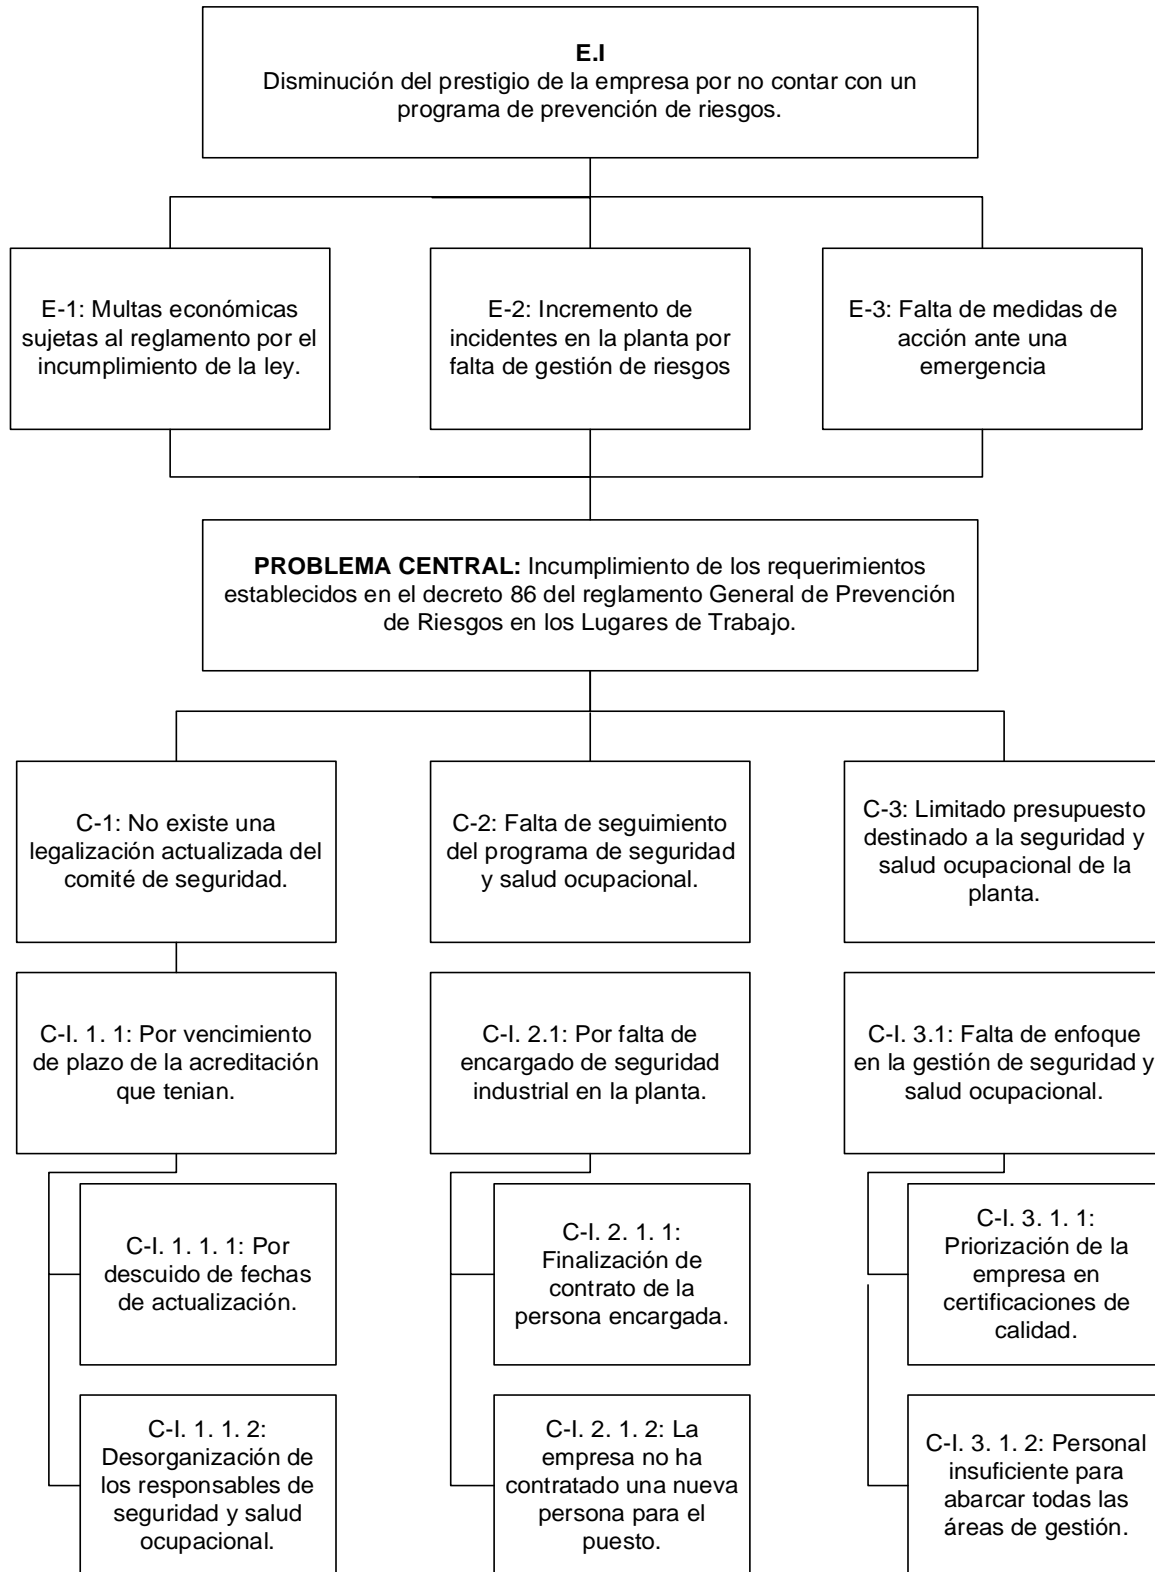 E.I
Disminución del prestigio de la empresa por no contar con un
programa de prevención de riesgos.
E-1: Multas económicas
sujetas al reglamento por el
incumplimiento de la ley.
E-2: Incremento de
incidentes en la planta por
falta de gestión de riesgos
E-3: Falta de medidas de
acción ante una
emergencia
PROBLEMA CENTRAL: Incumplimiento de los requerimientos
establecidos en el decreto 86 del reglamento General de Prevención
de Riesgos en los Lugares de Trabajo.
C-1: No existe una
legalización actualizada del
comité de seguridad.
C-2: Falta de seguimiento
del programa de seguridad
y salud ocupacional.
C-3: Limitado presupuesto
destinado a la seguridad y
salud ocupacional de la
planta.
C-I. 1. 1: Por vencimiento
de plazo de la acreditación
que tenian.
C-I. 2.1: Por falta de
encargado de seguridad
industrial en la planta.
C-I. 3.1: Falta de enfoque
en la gestión de seguridad y
salud ocupacional.
C-I. 1. 1. 1: Por
descuido de fechas
de actualización.
C-I. 2. 1. 1:
Finalización de
contrato de la
persona encargada.
C-I. 3. 1. 1:
Priorización de la
empresa en
certificaciones de
calidad.
C-I. 1. 1. 2:
Desorganización de
los responsables de
seguridad y salud
ocupacional.
C-I. 2. 1. 2: La
empresa no ha
contratado una nueva
persona para el
puesto.
C-I. 3. 1. 2: Personal
insuficiente para
abarcar todas las
áreas de gestión.